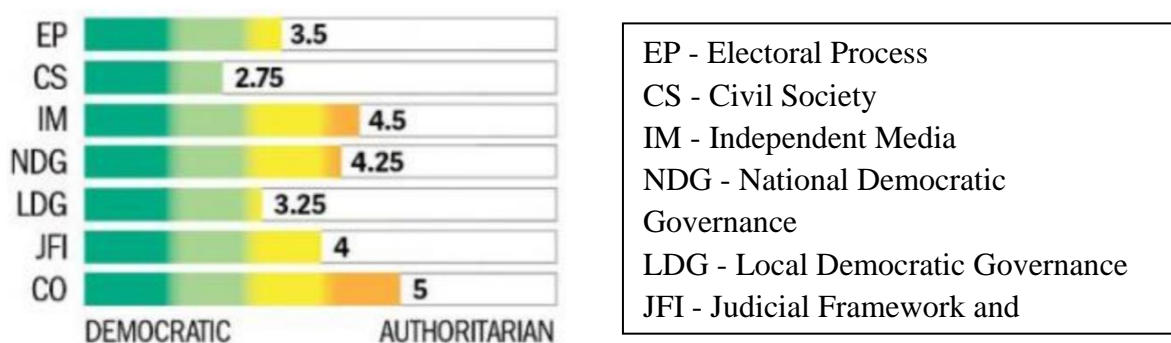 EP 3.5
CS 2.75
IM 4.5
NDG 4.25
LDG 3.25
JFI 4
CO 5
DEMOCRATIC AUTHORITARIAN
EP - Electoral Process
CS - Civil Society
IM - Independent Media
NDG - National Democratic
Governance
LDG - Local Democratic Governance
JFI - Judicial Framework and